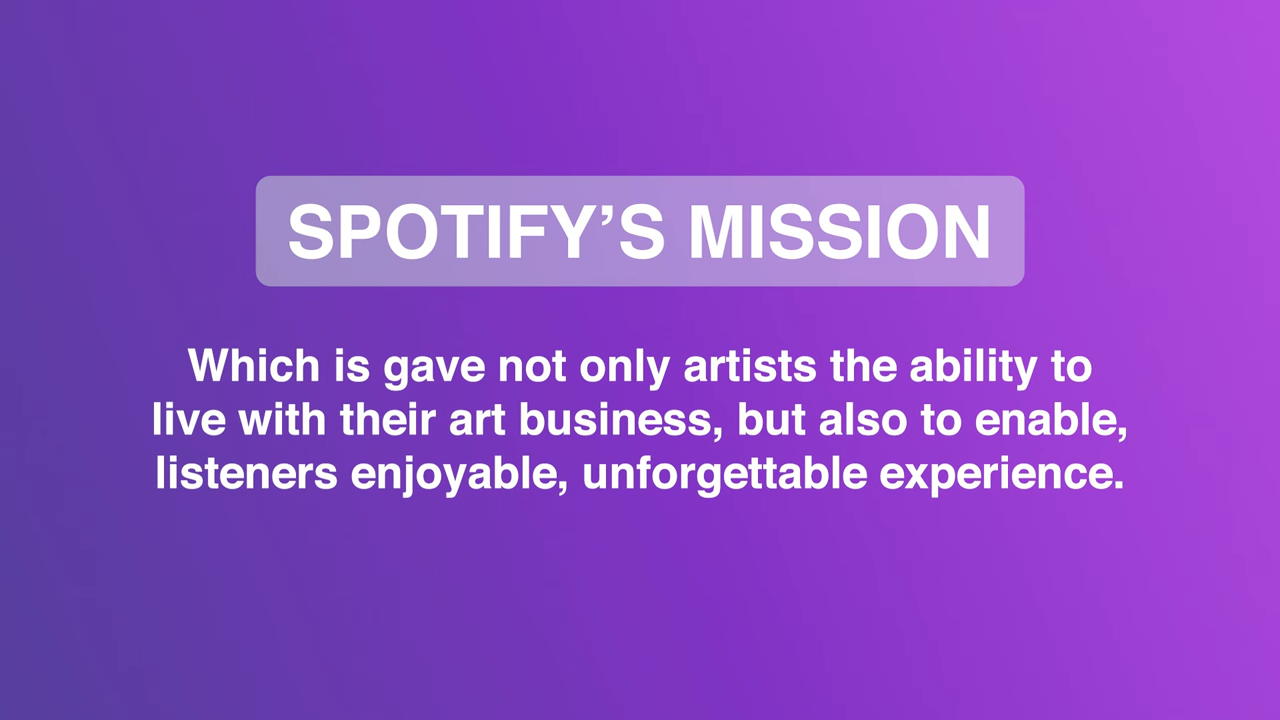 SPOTIFY’S MISSION
Which is gave not only artists the ability to
live with their art business, but also to enable,
listeners enjoyable, unforgettable experience.